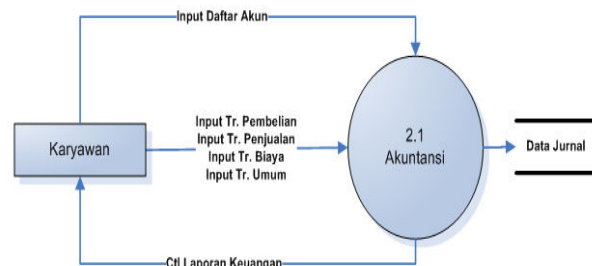 Input Daftar Akun
Input Tr. Pembelian
Input Tr. Penjualan
Input Tr. Biaya
Input Tr. Umum
Karyawan
2.1
Akuntansi
Data Jurnal
Ctl Laporan Keuangan